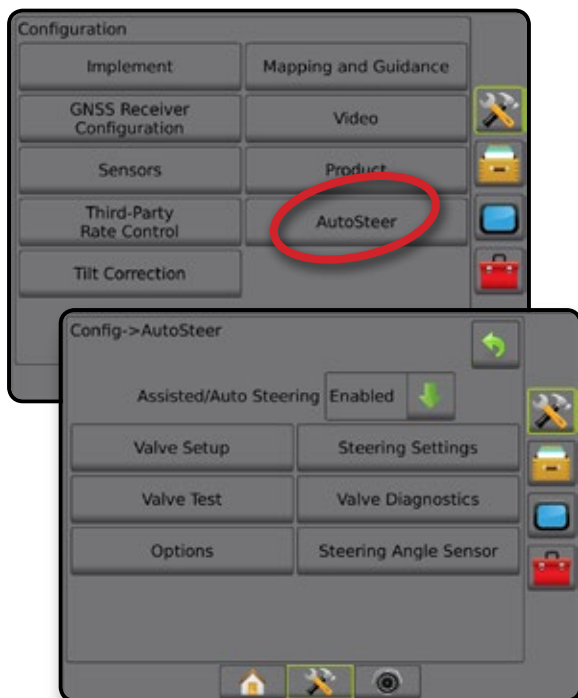 Configuration
Implement
Mapping and Guidance
GNSS Receiver
Configuration
Video
Sensors
Product
Third-Party
Rate Control
AutoSteer
Tilt Correction
Config->AutoSteer
Assisted/Auto Steering Enabled
Valve Setup
Steering Settings
Valve Test
Valve Diagnostics
Options
Steering Angle Sensor